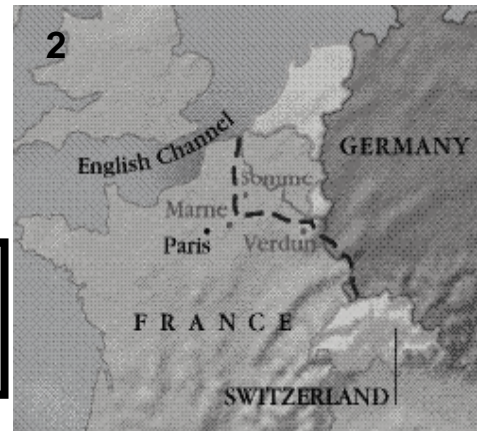 2
English Channel
GERMANY
Somme
Marne
Paris
Verdun
FRANCE
SWITZERLAND